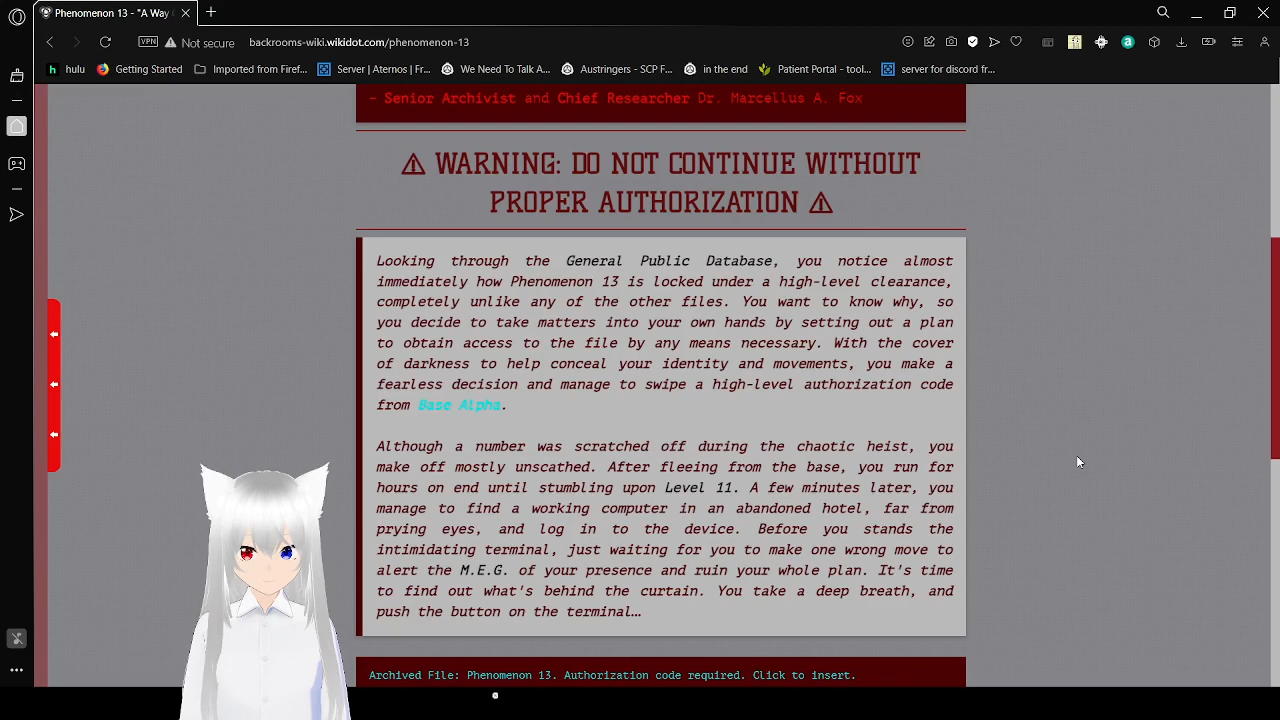 Phenomenon 13 - "A Way
VPN Not secure backrooms-wiki.wikidot.com/phenomenon-13
hulu Getting Started Imported from Firef... Server | Aternos | Fr... We Need To Talk A... Austringers - SCP F... in the end Patient Portal - tool... server for discord fr...
– Senior Archivist and Chief Researcher Dr. Marcellus A. Fox
⚠ WARNING: DO NOT CONTINUE WITHOUT
PROPER AUTHORIZATION ⚠
Looking through the General Public Database, you notice almost
immediately how Phenomenon 13 is locked under a high-level clearance,
completely unlike any of the other files. You want to know why, so
you decide to take matters into your own hands by setting out a plan
to obtain access to the file by any means necessary. With the cover
of darkness to help conceal your identity and movements, you make a
fearless decision and manage to swipe a high-level authorization code
from Base Alpha.
Although a number was scratched off during the chaotic heist, you
make off mostly unscathed. After fleeing from the base, you run for
hours on end until stumbling upon Level 11. A few minutes later, you
manage to find a working computer in an abandoned hotel, far from
prying eyes, and log in to the device. Before you stands the
intimidating terminal, just waiting for you to make one wrong move to
alert the M.E.G. of your presence and ruin your whole plan. It's time
to find out what's behind the curtain. You take a deep breath, and
push the button on the terminal…
Archived File: Phenomenon 13. Authorization code required. Click to insert.